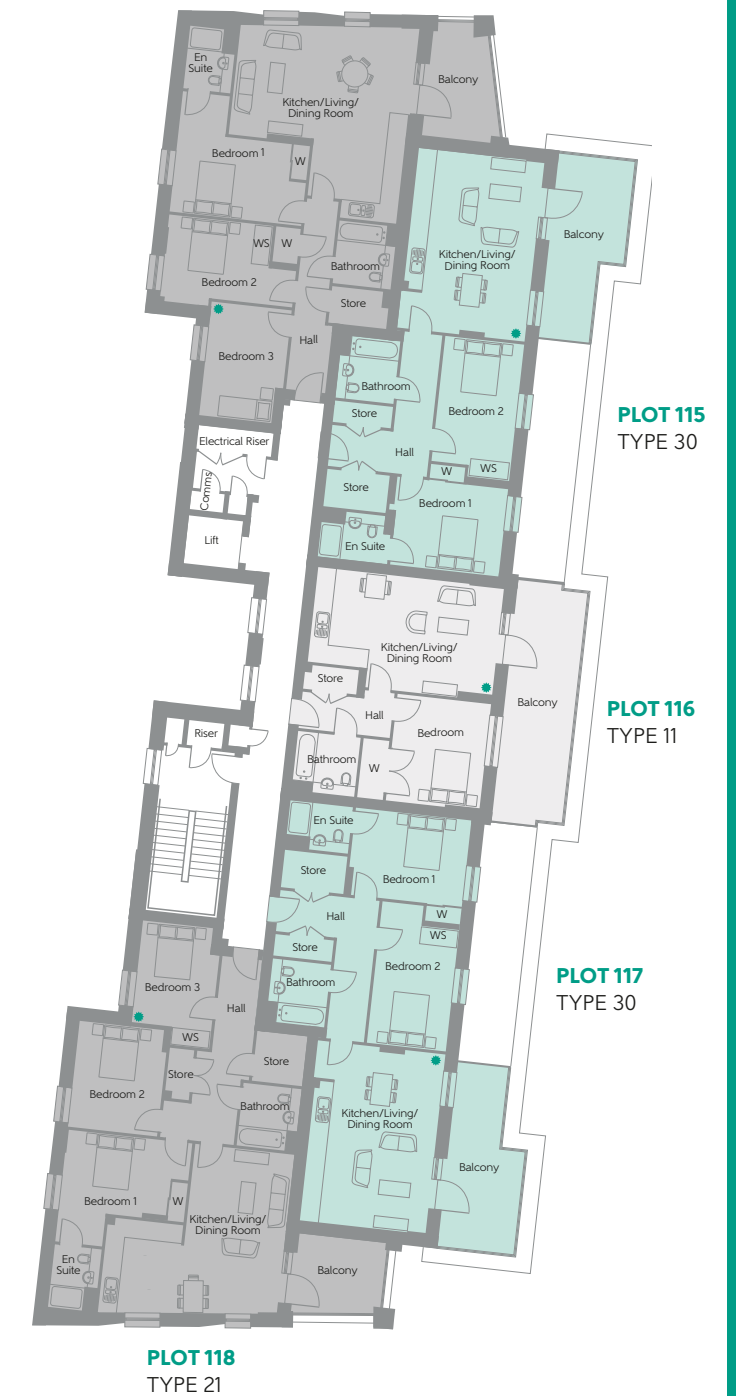 En
Suite
Kitchen/Living/
Dining Room
Balcony
Bedroom 1
W
WS
W
Bedroom 2
Bathroom
Store
Hall
Bedroom 3
Kitchen/Living/
Dining Room
Balcony
Bathroom
Bedroom 2
Store
Hall
W
WS
Store
Bedroom 1
En Suite
PLOT 115
TYPE 30
Electrical Riser
Comms
Lift
Kitchen/Living/
Dining Room
Store
Balcony
Hall
Bedroom
Bathroom
W
PLOT 116
TYPE 11
Riser
En Suite
Store
Bedroom 1
Hall
W
WS
Store
Bedroom 2
Bathroom
Kitchen/Living/
Dining Room
Balcony
PLOT 117
TYPE 30
Bedroom 3
Hall
WS
Store
Store
Bedroom 2
Bathroom
Bedroom 1
W
Kitchen/Living/
Dining Room
En
Suite
Balcony
PLOT 118
TYPE 21